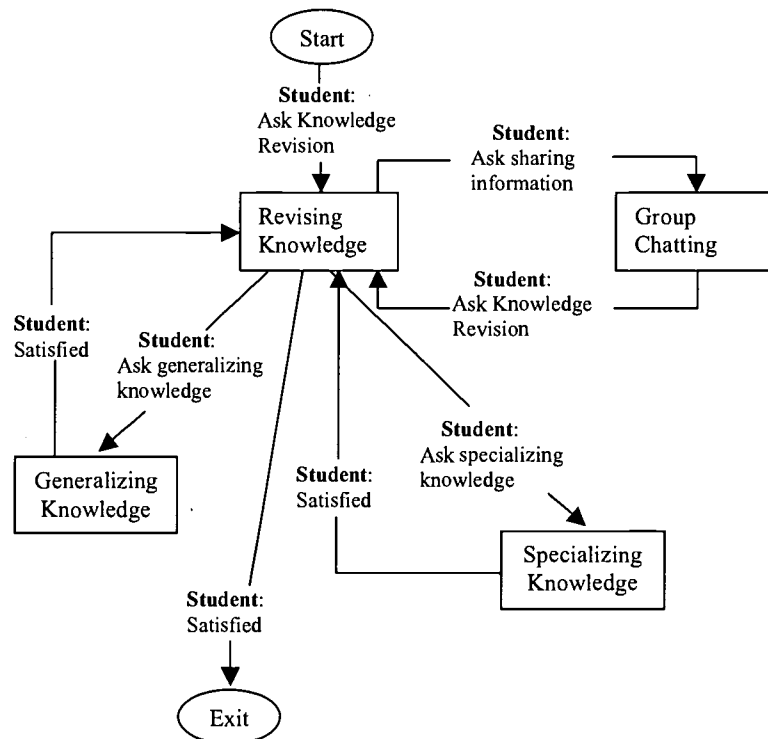 Start
Student:
Ask Knowledge
Revision
Student:
Ask sharing
information
Revising
Knowledge
Group
Chatting
Student:
Ask Knowledge
Revision
Student:
Satisfied
Student:
Ask generalizing
knowledge
Student:
Ask specializing
knowledge
Generalizing
Knowledge
Student:
Satisfied
Specializing
Knowledge
Student:
Satisfied
Exit